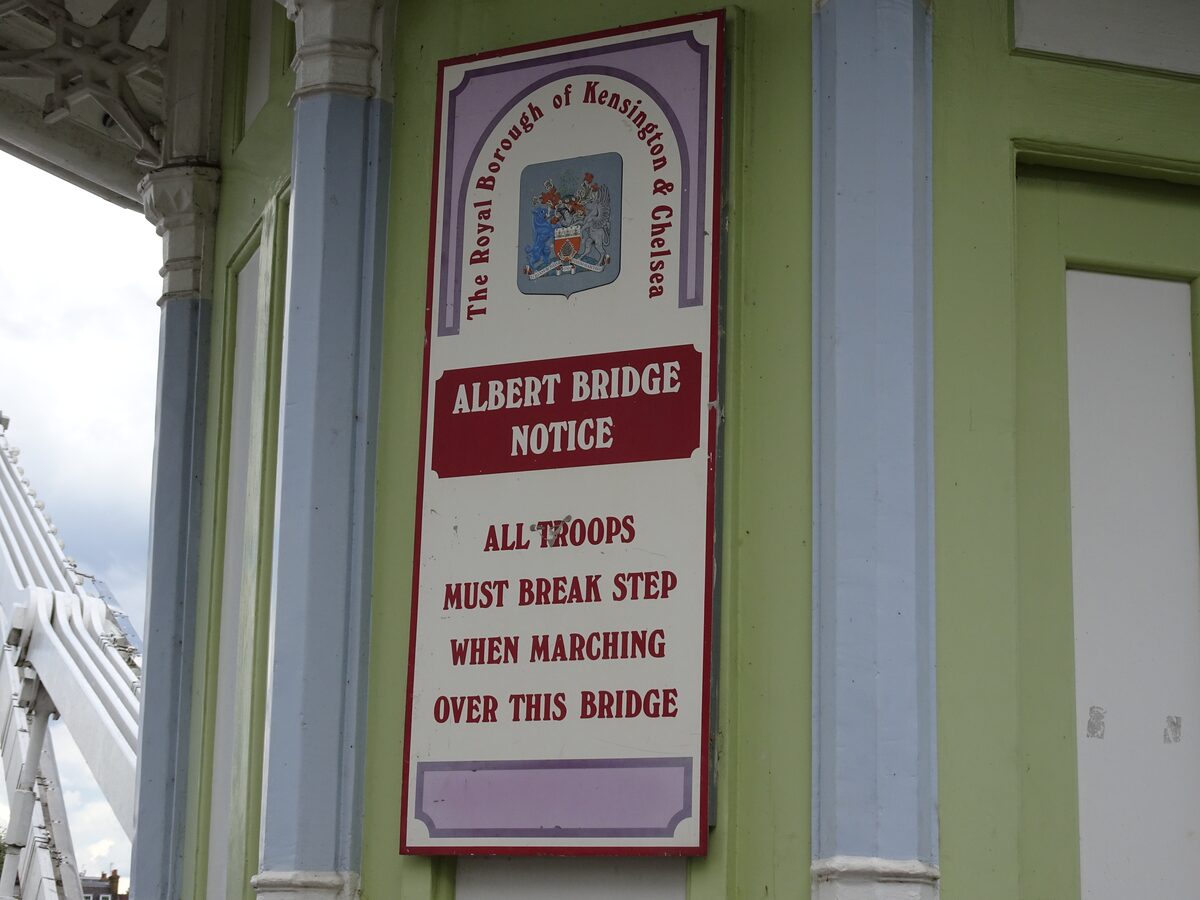 The Royal Borough of Kensington & Chelsea
ALBERT BRIDGE
NOTICE
ALL TROOPS
MUST BREAK STEP
WHEN MARCHING
OVER THIS BRIDGE